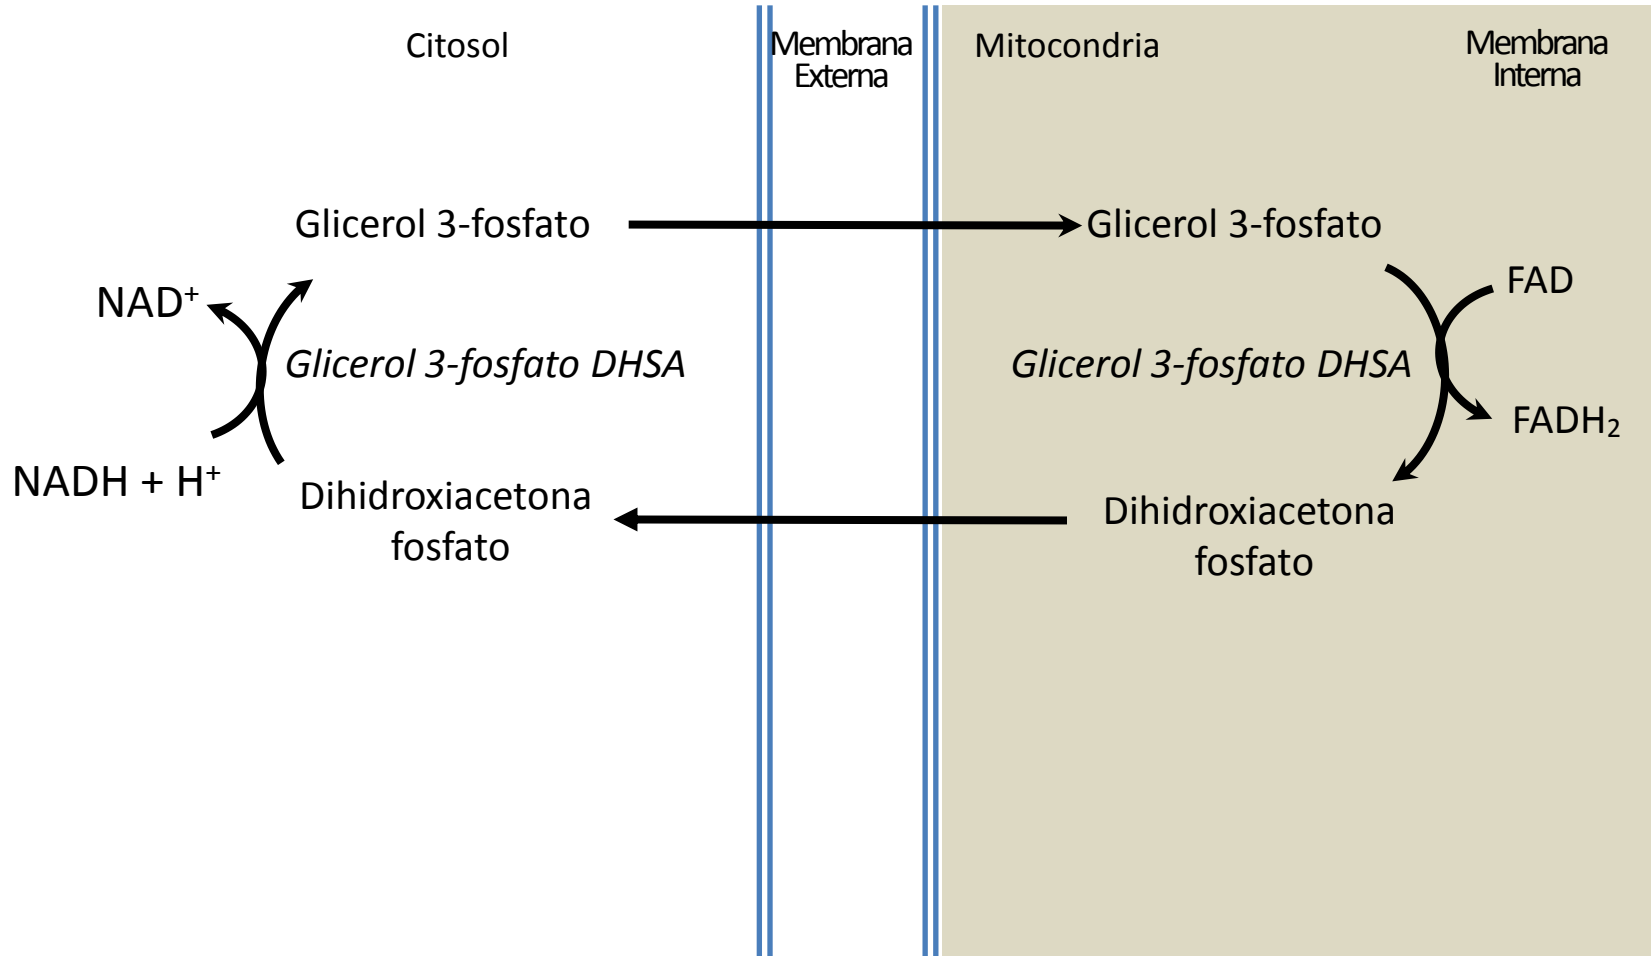 Citosol
Membrana
Externa
Mitocondria
Membrana
Interna
Glicerol 3-fosfato
Glicerol 3-fosfato
NAD⁺
FAD
Glicerol 3-fosfato DHSA
Glicerol 3-fosfato DHSA
FADH₂
NADH + H⁺
Dihidroxiacetona
fosfato
Dihidroxiacetona
fosfato